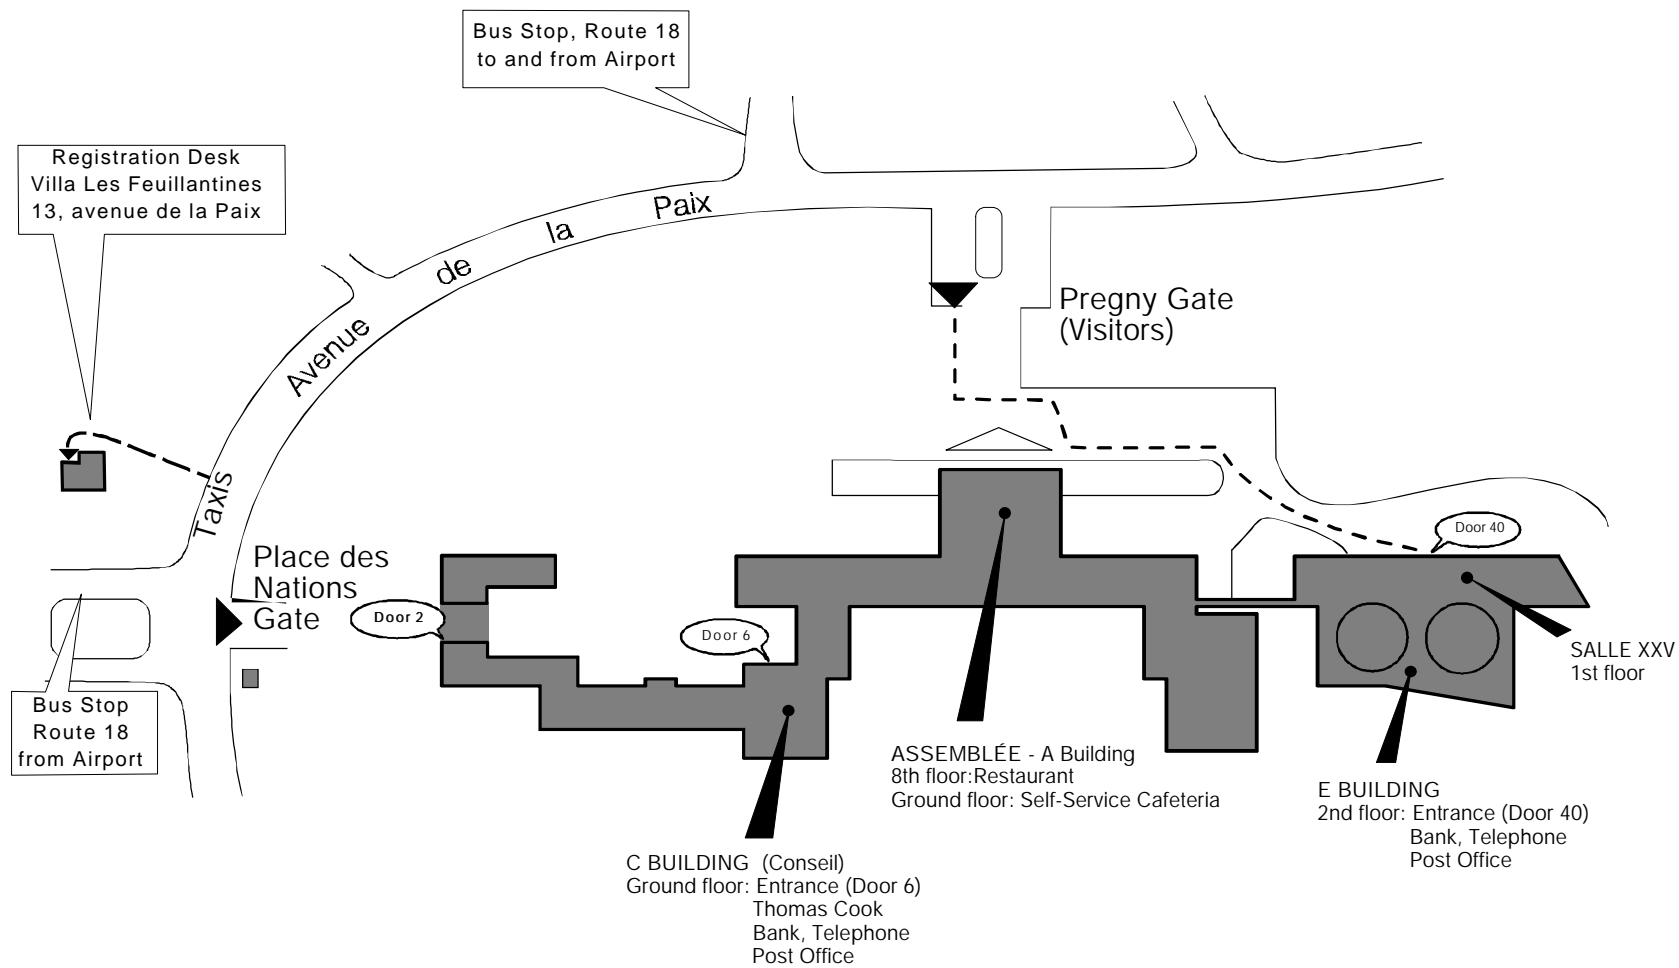 Bus Stop, Route 18
to and from Airport
Registration Desk
Villa Les Feuillantines
13, avenue de la Paix
Avenue de la Paix
Pregny Gate
(Visitors)
Taxis
Door 40
Place des
Nations
Gate
Door 2
Door 6
SALLE XXV
1st floor
Bus Stop
Route 18
from Airport
ASSEMBLÉE - A Building
8th floor:Restaurant
Ground floor: Self-Service Cafeteria
E BUILDING
2nd floor: Entrance (Door 40)
Bank, Telephone
Post Office
C BUILDING (Conseil)
Ground floor: Entrance (Door 6)
Thomas Cook
Bank, Telephone
Post Office